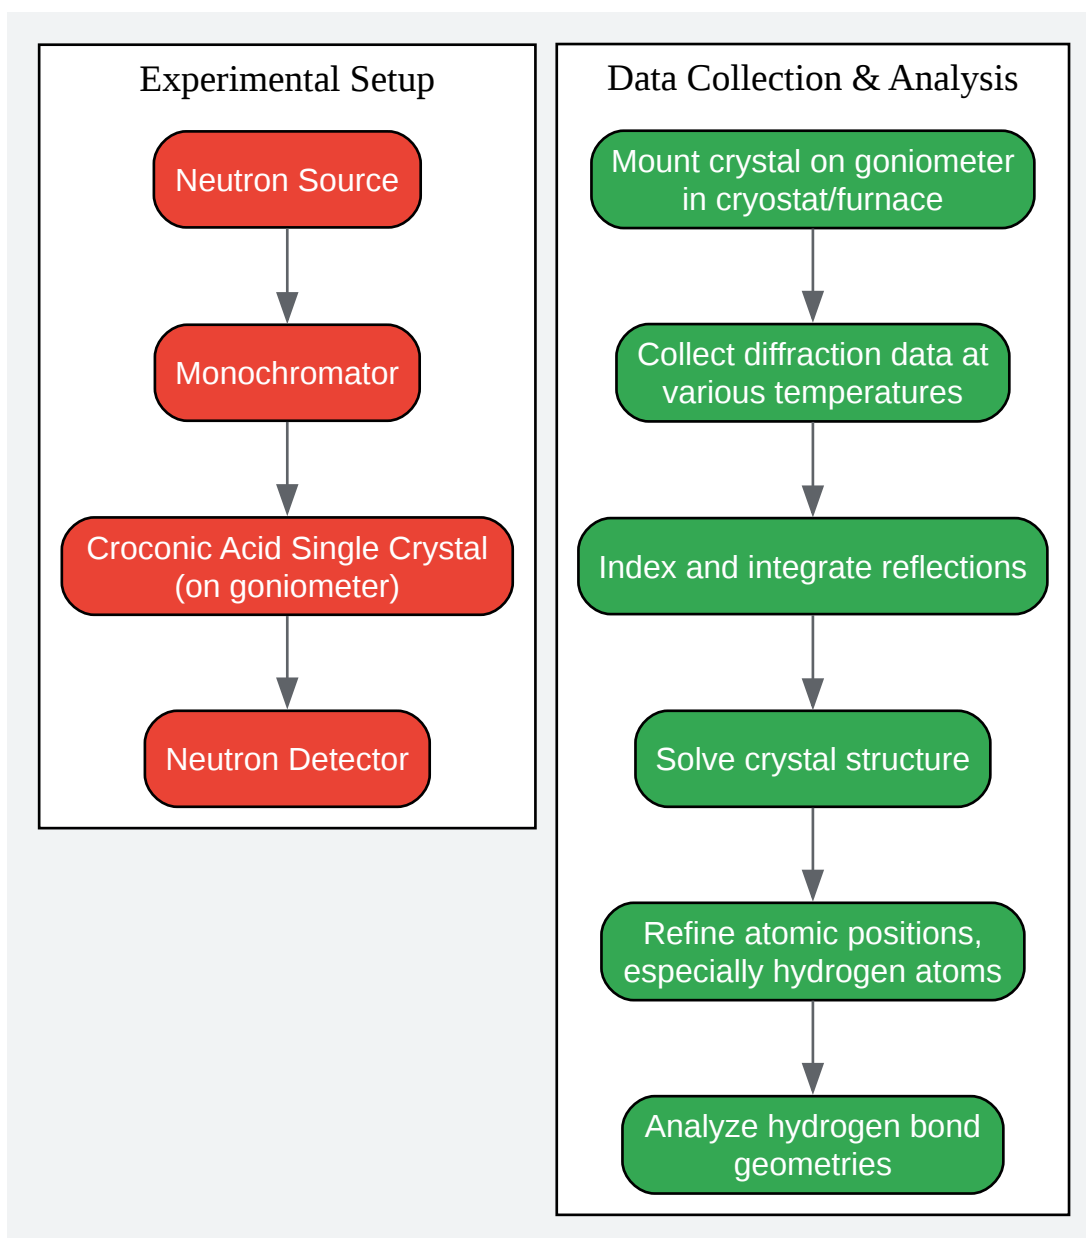 Experimental Setup
Neutron Source
Monochromator
Croconic Acid Single Crystal
(on goniometer)
Neutron Detector
Data Collection & Analysis
Mount crystal on goniometer
in cryostat/furnace
Collect diffraction data at
various temperatures
Index and integrate reflections
Solve crystal structure
Refine atomic positions,
especially hydrogen atoms
Analyze hydrogen bond
geometries